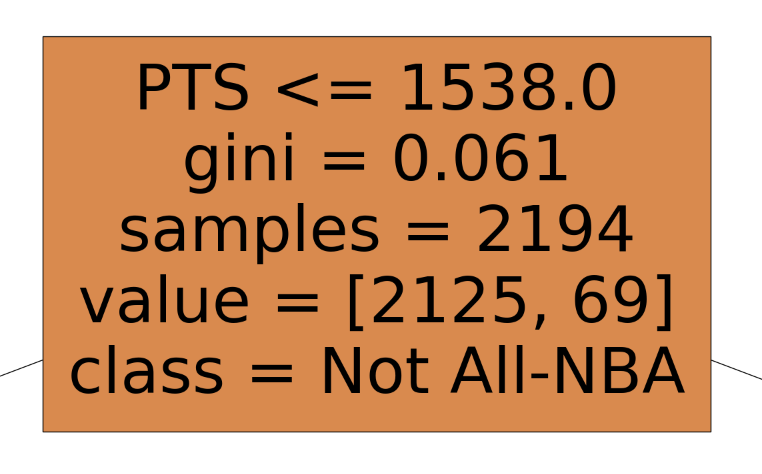 PTS <= 1538.0
gini = 0.061
samples = 2194
value = [2125, 69]
class = Not All-NBA